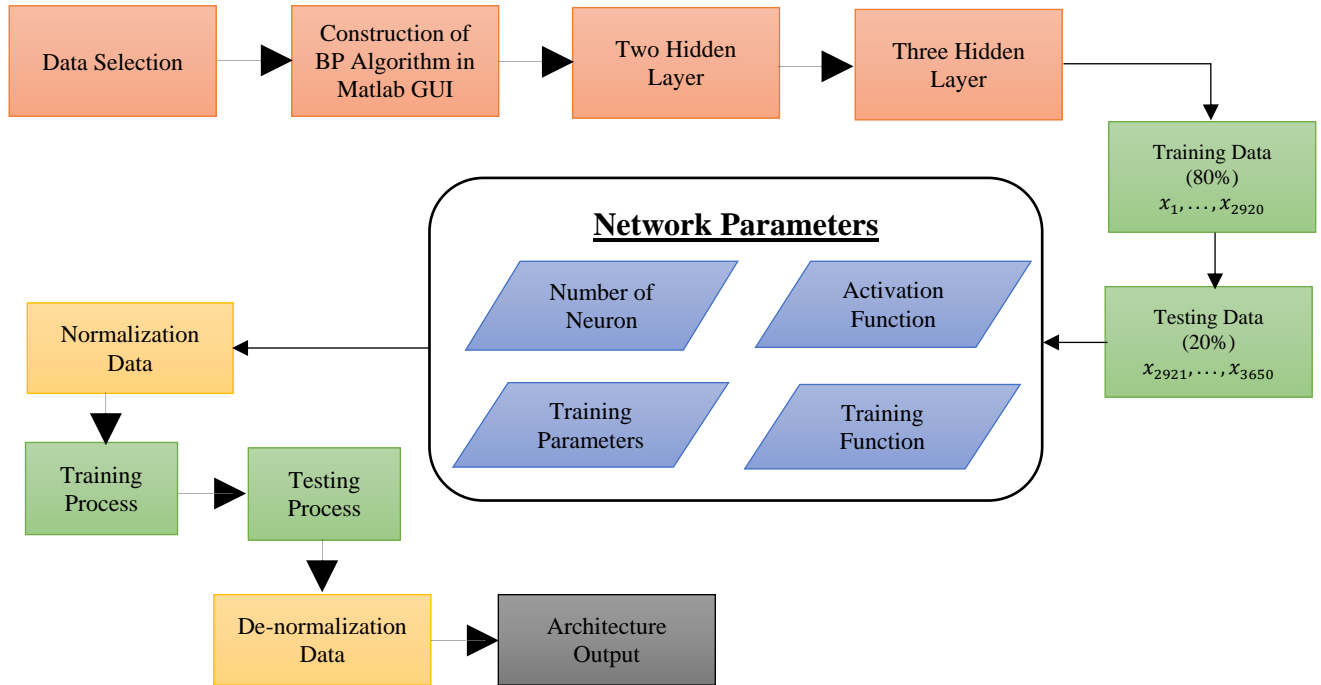 Data Selection
Construction of
BP Algorithm in
Matlab GUI
Two Hidden
Layer
Three Hidden
Layer
Training Data
(80%)
𝑥₁, . . . , 𝑥₂₉₂₀
Testing Data
(20%)
𝑥₂₉₂₁, . . . , 𝑥₃₆₅₀
Network Parameters
Number of
Neuron
Activation
Function
Training
Parameters
Training
Function
Normalization
Data
Training
Process
Testing
Process
De-normalization
Data
Architecture
Output